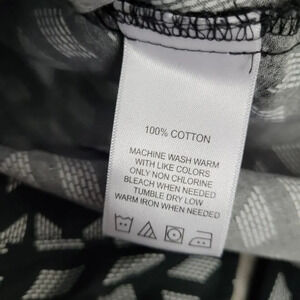 100% COTTON
MACHINE WASH WARM
WITH LIKE COLORS
ONLY NON CHLORINE
BLEACH WHEN NEEDED
TUMBLE DRY LOW
WARM IRON WHEN NEEDED